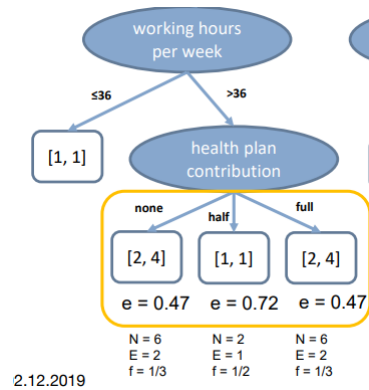 working hours
per week
≤36
>36
[1, 1]
health plan
contribution
none
half
full
[2, 4]
[1, 1]
[2, 4]
e = 0.47
e = 0.72
e = 0.47
N = 6
E = 2
f = 1/3
N = 2
E = 1
f = 1/2
N = 6
E = 2
f = 1/3
2.12.2019